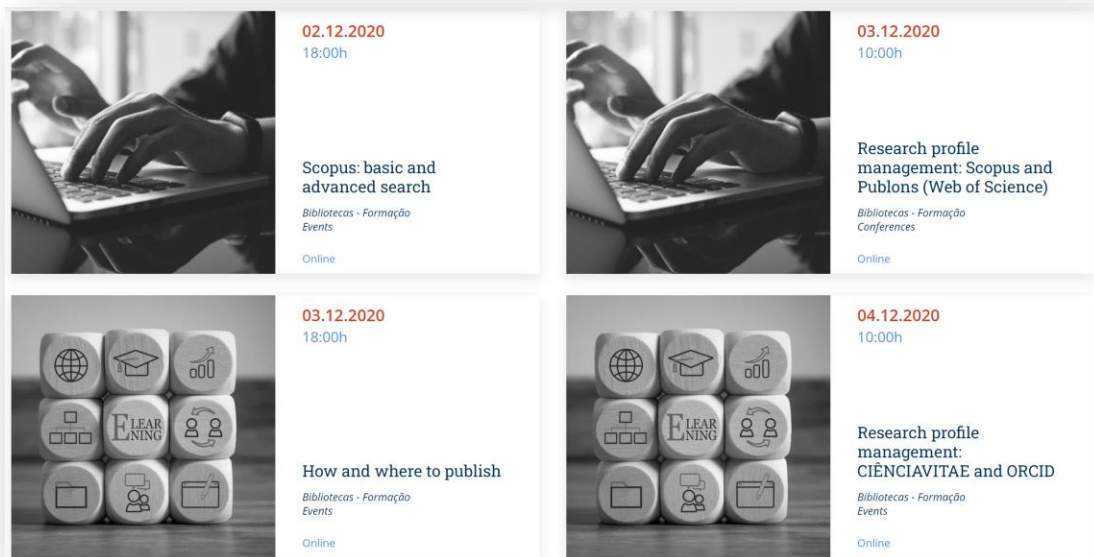 02.12.2020
18:00h
Scopus: basic and
advanced search
Bibliotecas - Formação
Events
Online
03.12.2020
10:00h
Research profile
management: Scopus and
Publons (Web of Science)
Bibliotecas - Formação
Conferences
Online
E LEAR
NING
03.12.2020
18:00h
How and where to publish
Bibliotecas - Formação
Events
Online
E LEAR
NING
04.12.2020
10:00h
Research profile
management:
CIÊNCIAVITAE and ORCID
Bibliotecas - Formação
Events
Online